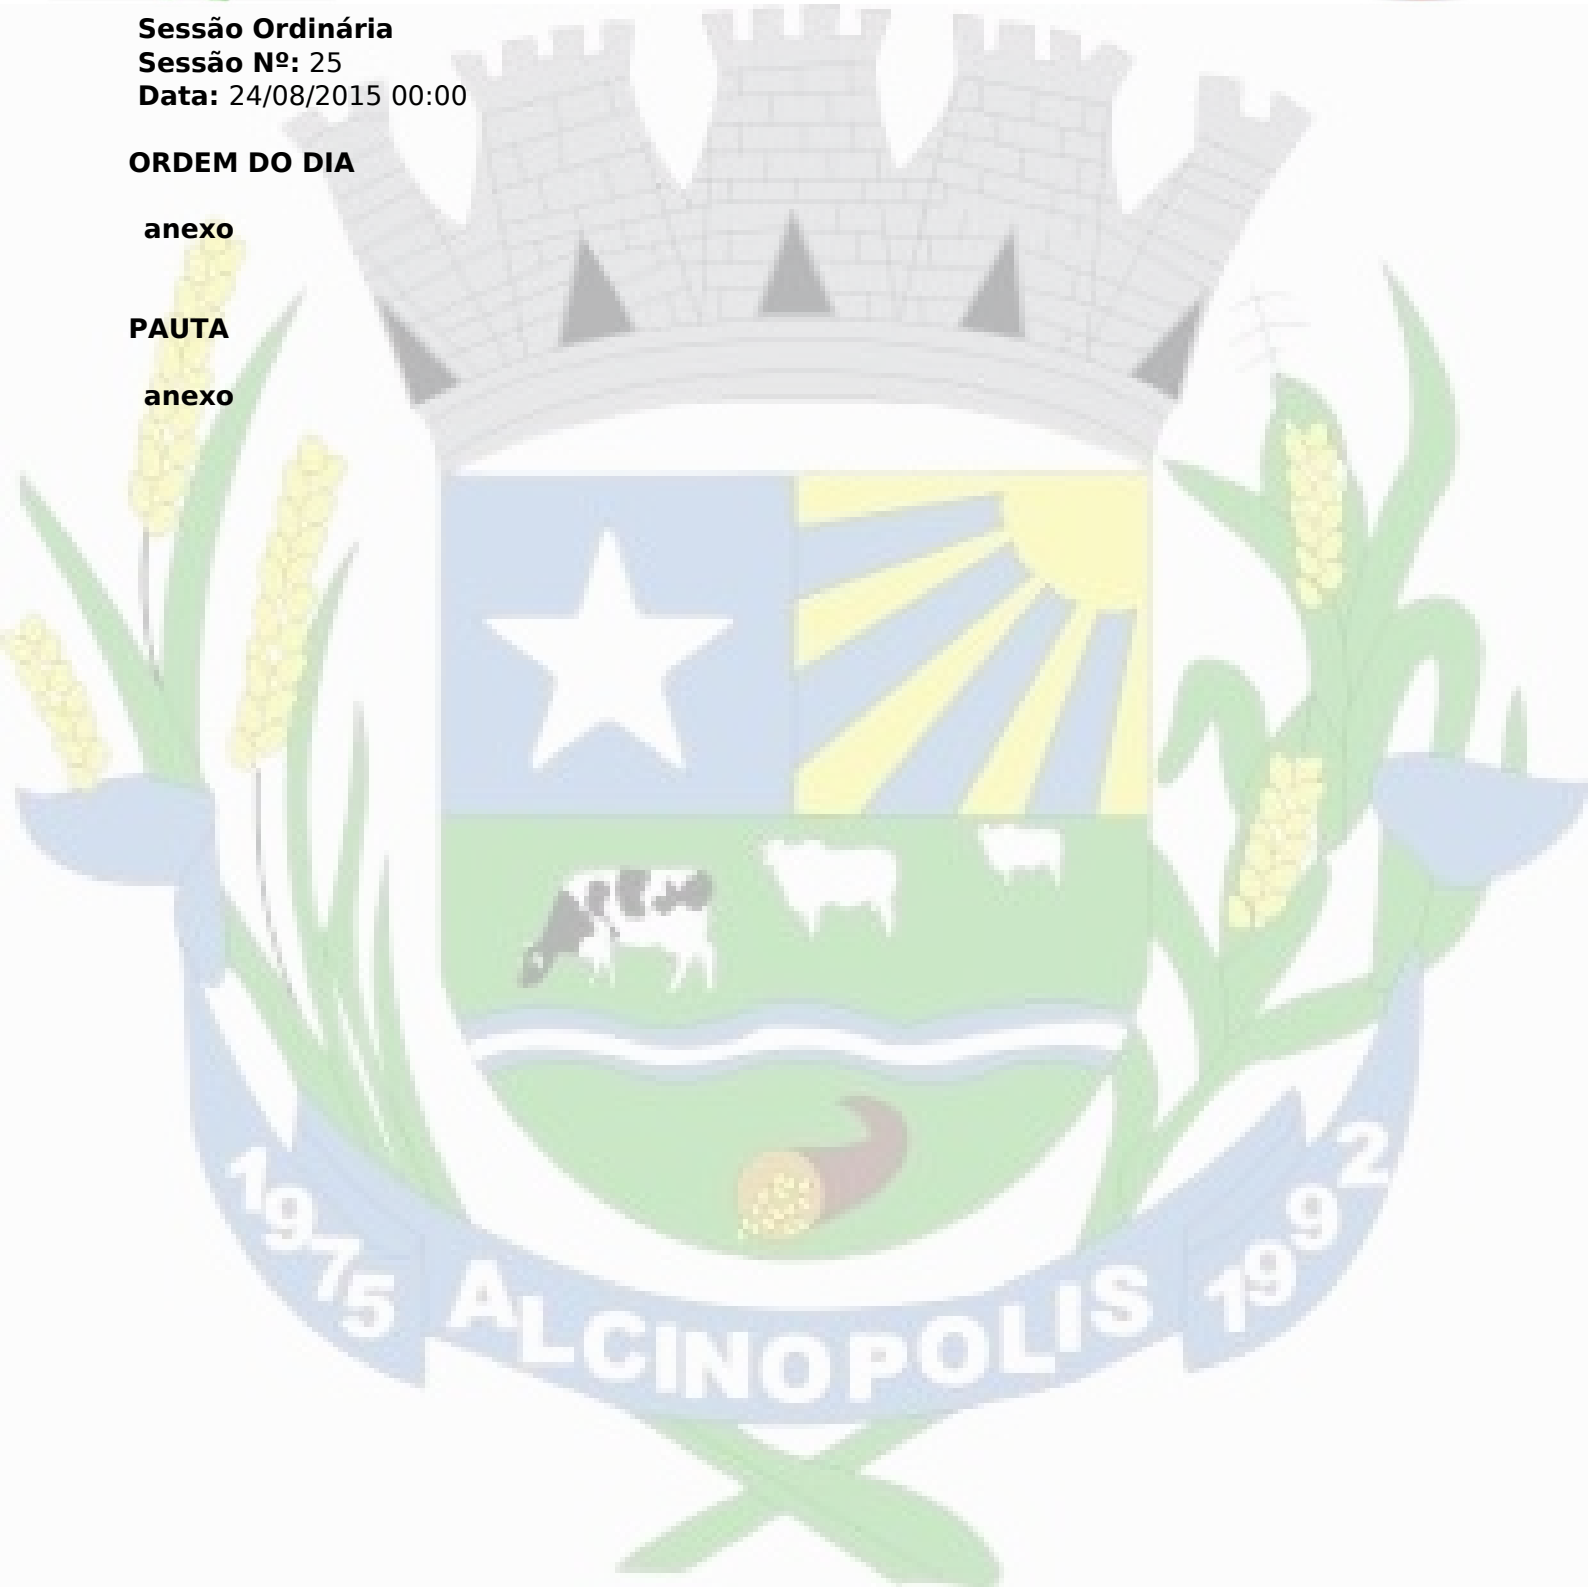 Sessão Ordinária
Sessão Nº: 25
Data: 24/08/2015 00:00
ORDEM DO DIA
anexo
PAUTA
anexo
1975 ALCINOPOLIS 1992